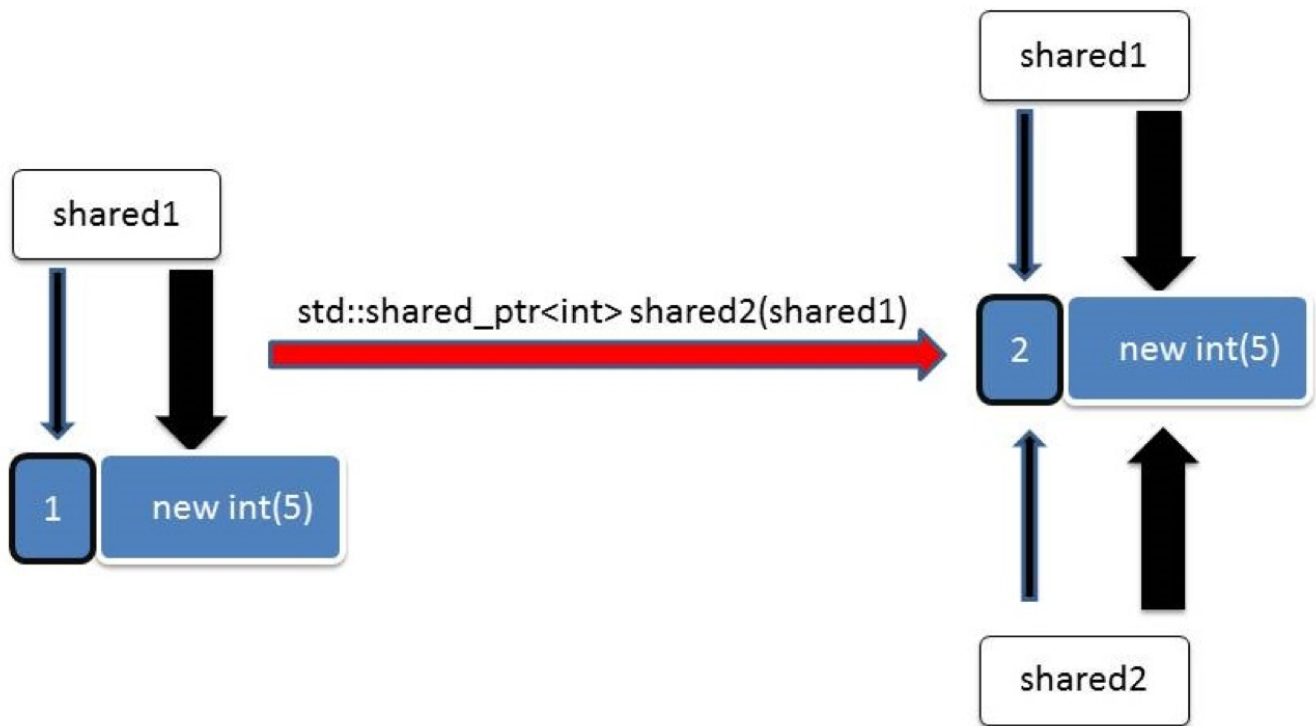 shared1
shared1
std::shared_ptr<int> shared2(shared1)
2
new int(5)
1
new int(5)
shared2